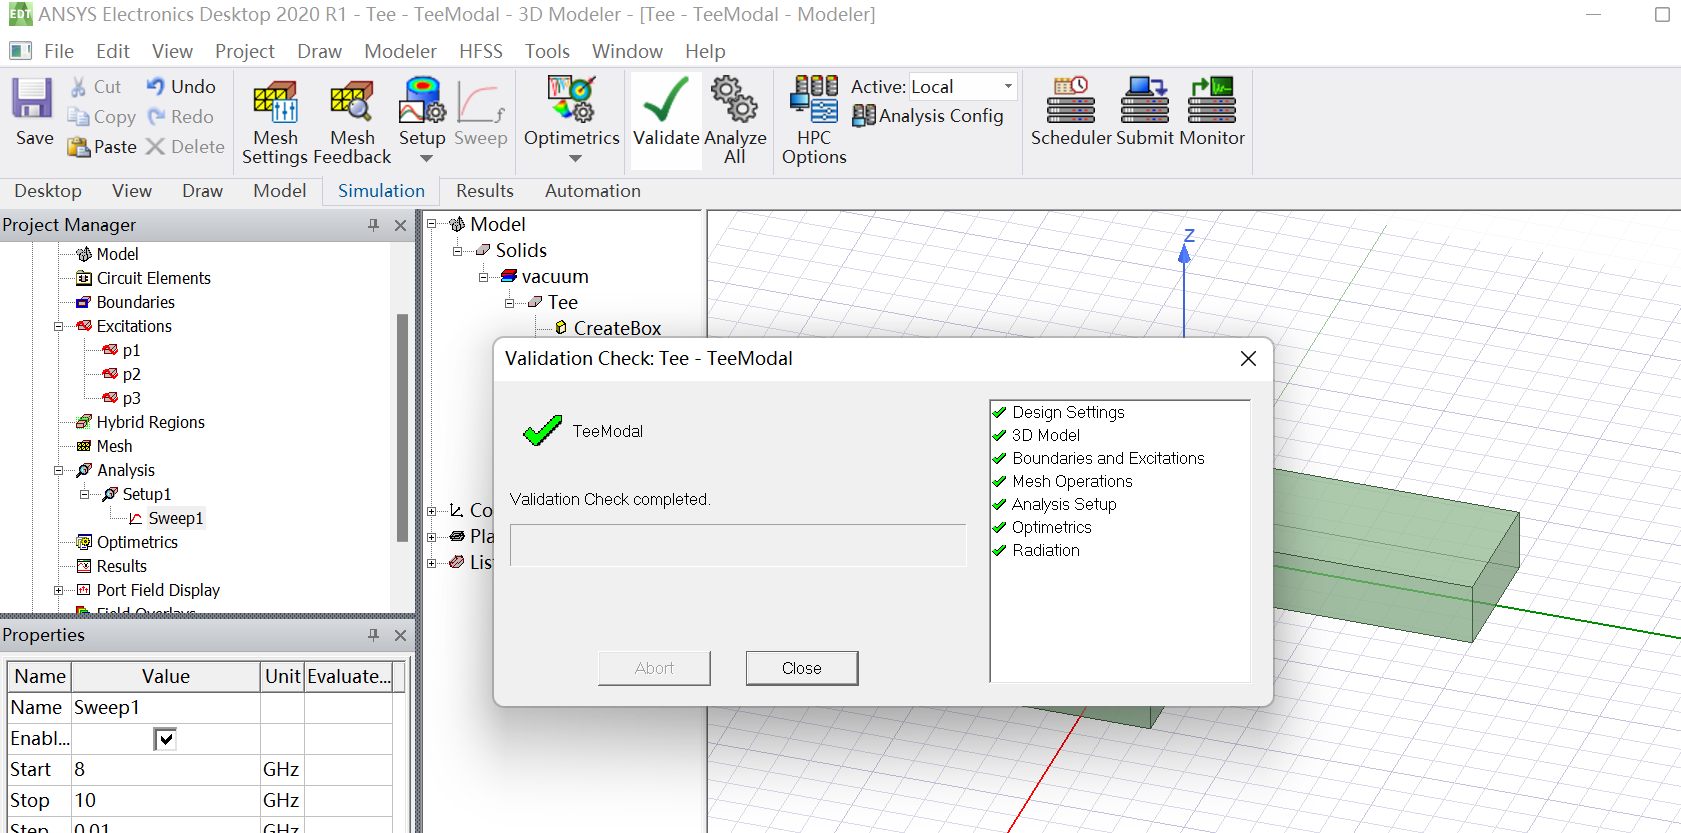 EDT ANSYS Electronics Desktop 2020 R1 - Tee - TeeModal - 3D Modeler - [Tee - TeeModal - Modeler]
File Edit View Project Draw Modeler HFSS Tools Window Help
Save
Cut Undo
Copy Redo
Paste Delete
Mesh Settings
Mesh Feedback
Setup
Sweep
Optimetrics
Validate
Analyze All
HPC Options
Active: Local
Analysis Config
Scheduler Submit Monitor
Desktop View Draw Model Simulation Results Automation
Project Manager
Model
Circuit Elements
Boundaries
Excitations
p1
p2
p3
Hybrid Regions
Mesh
Analysis
Setup1
Sweep1
Optimetrics
Results
Port Field Display
Field Overlays
Properties
Name Value Unit Evaluate...
Name Sweep1
Enabl...
Start 8 GHz
Stop 10 GHz
Step 0.01 GHz
Model
Solids
vacuum
Tee
CreateBox
Co
Pla
Lis
Z
Validation Check: Tee - TeeModal
TeeModal
Validation Check completed.
Abort Close
Design Settings
3D Model
Boundaries and Excitations
Mesh Operations
Analysis Setup
Optimetrics
Radiation